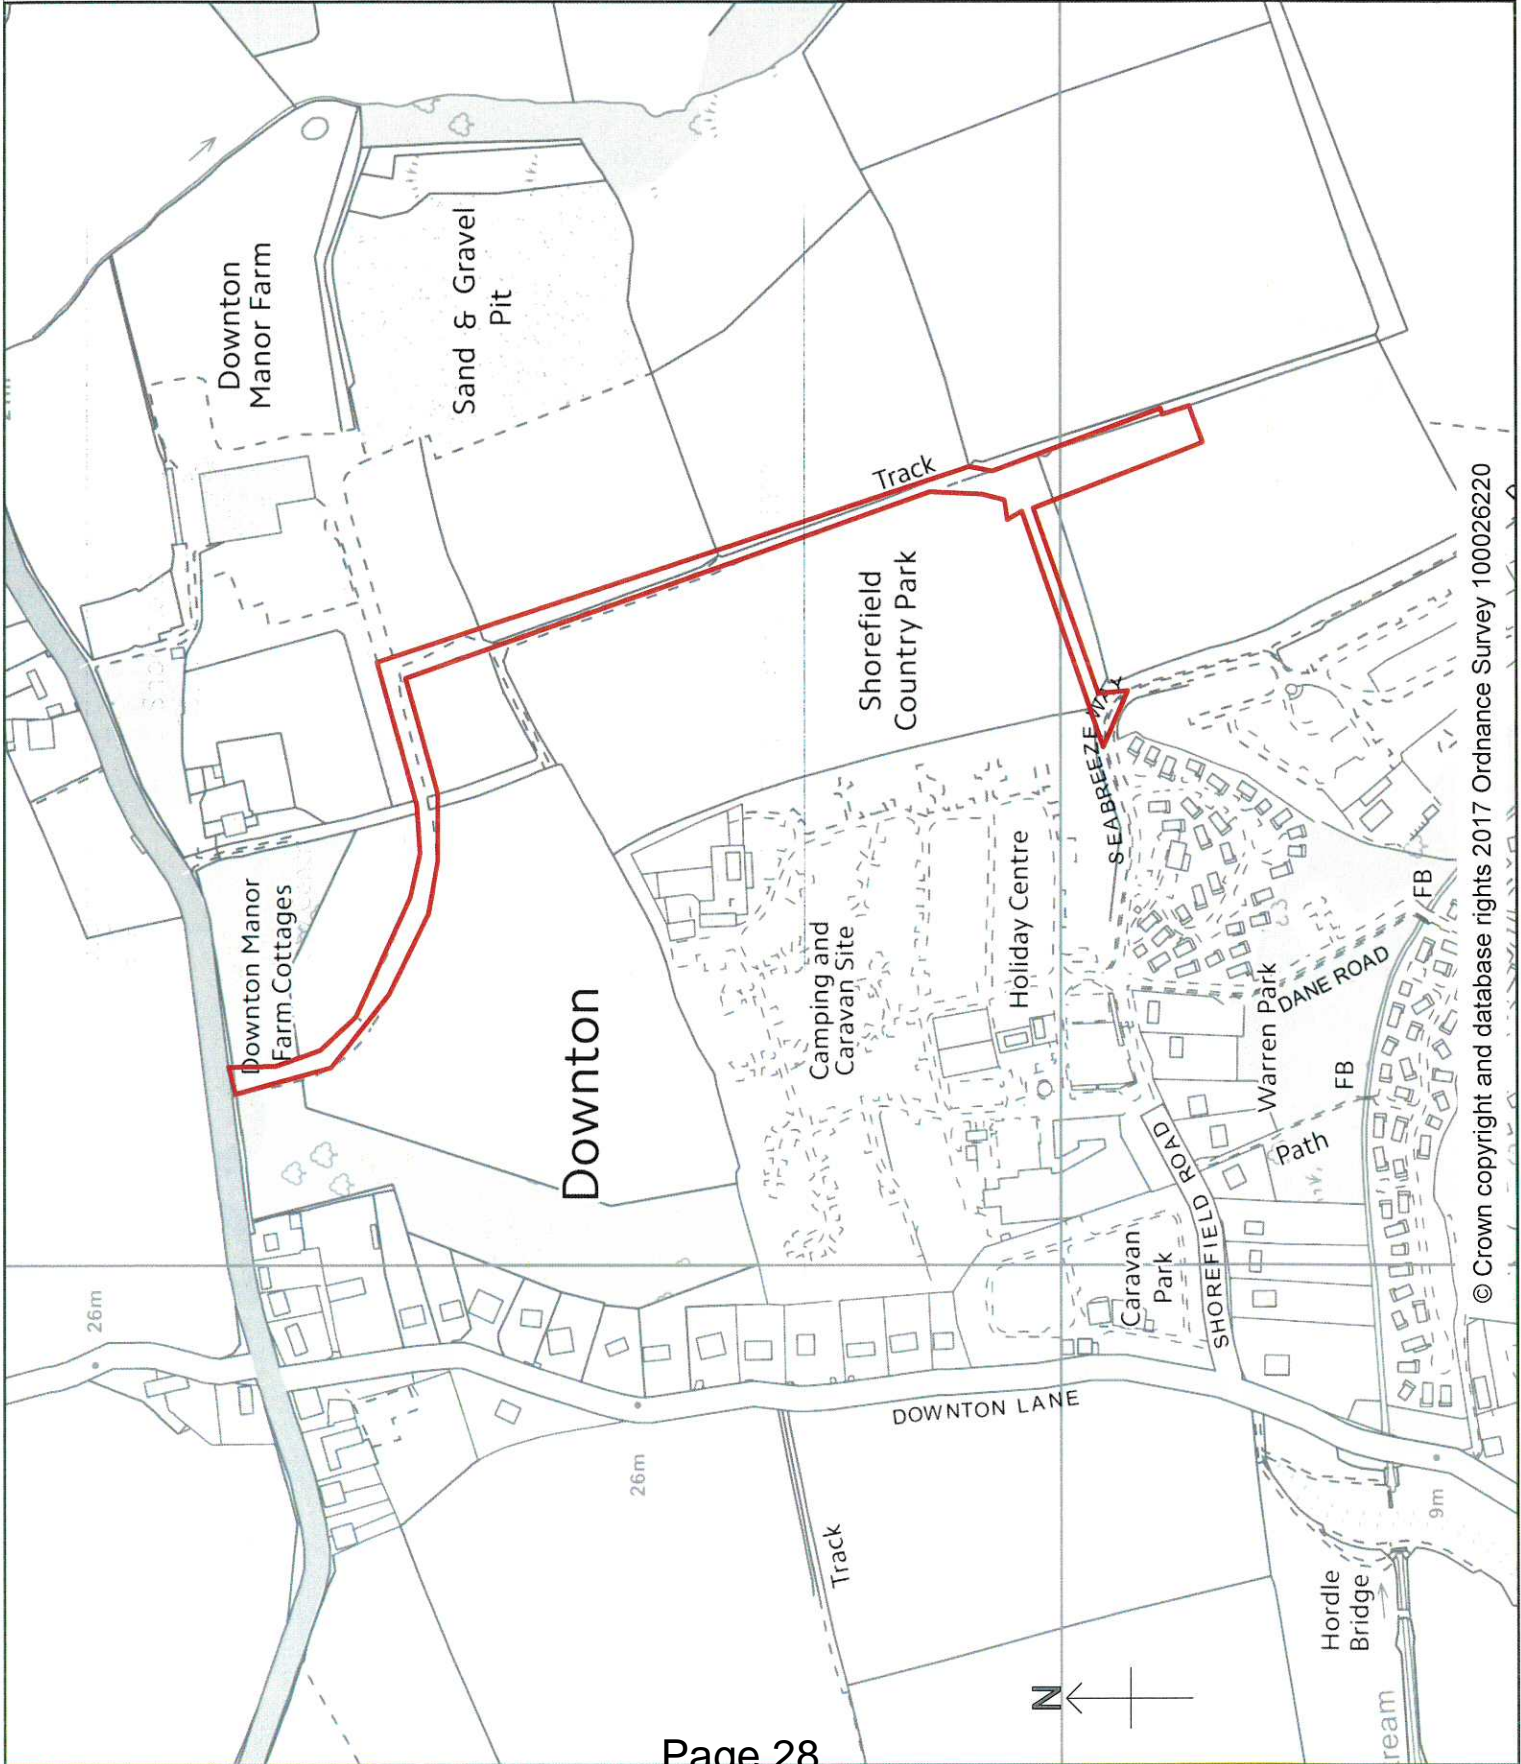 26m
Downton
Manor Farm
Sand & Gravel
Pit
Downton Manor
Farm Cottages
Track
Shorefield
Country Park
Downton
SEABREEZE WAY
Camping and
Caravan Site
Holiday Centre
Warren Park
DANE ROAD
FB
FB
Path
SHOREFIELD ROAD
Caravan
Park
DOWNTON LANE
26m
Track
9m
Hordle
Bridge
N
© Crown copyright and database rights 2017 Ordnance Survey 100026220
Page 28